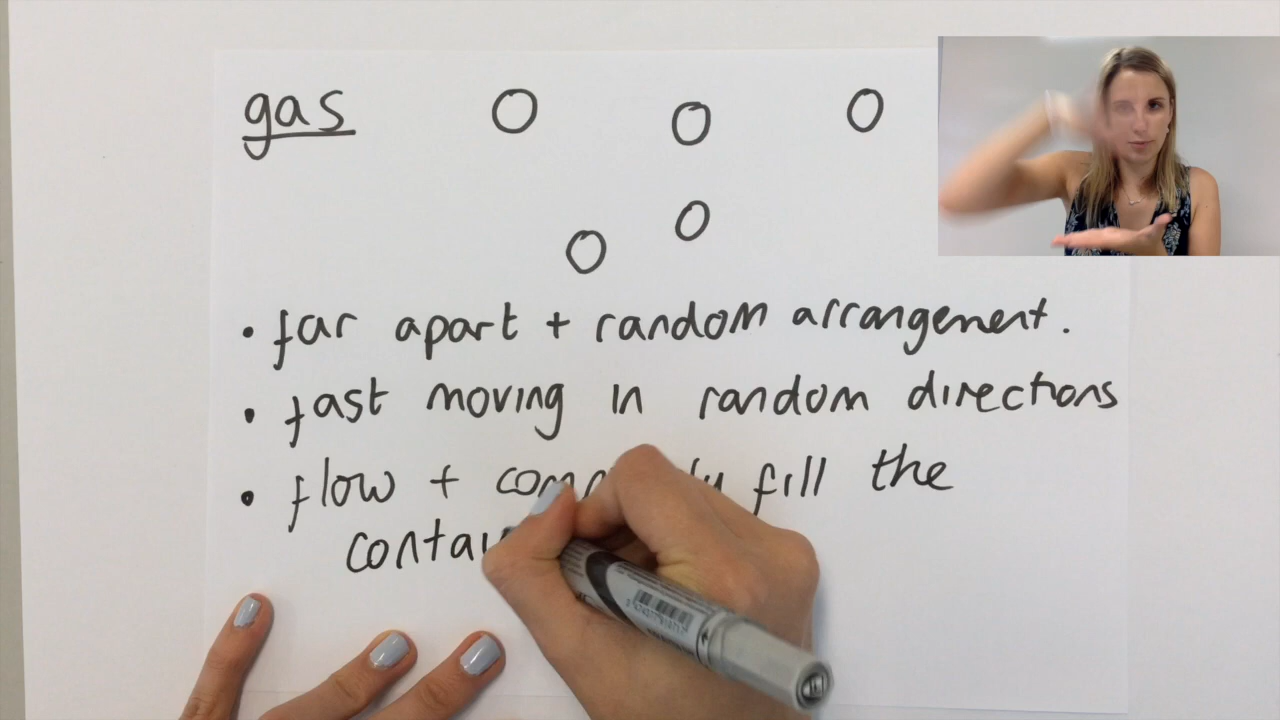 gas
• far apart + random arrangement.
• fast moving in random directions
• flow + fill the